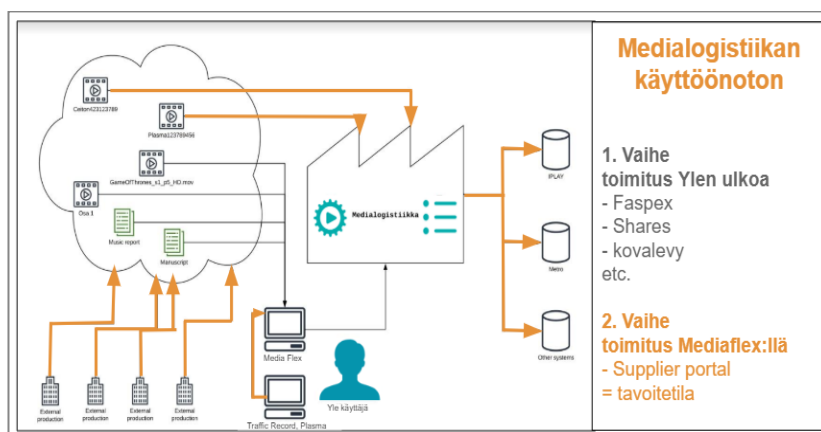 Medialogistiikan
käyttöönoton
1. Vaihe
toimitus Ylen ulkoa
- Faspex
- Shares
- kovalevy
etc.
2. Vaihe
toimitus Mediaflex:llä
- Supplier portal
= tavoitetila
Celton423123789
Plasma123789456
GameOfThrones_s1_p5_HD.mov
Osa 1
Music report
Manuscript
Medialogistiikka
IPLAY
Metro
Other systems
Media Flex
Yle käyttäjä
Traffic Record, Plasma
External
production
External
production
External
production
External
production